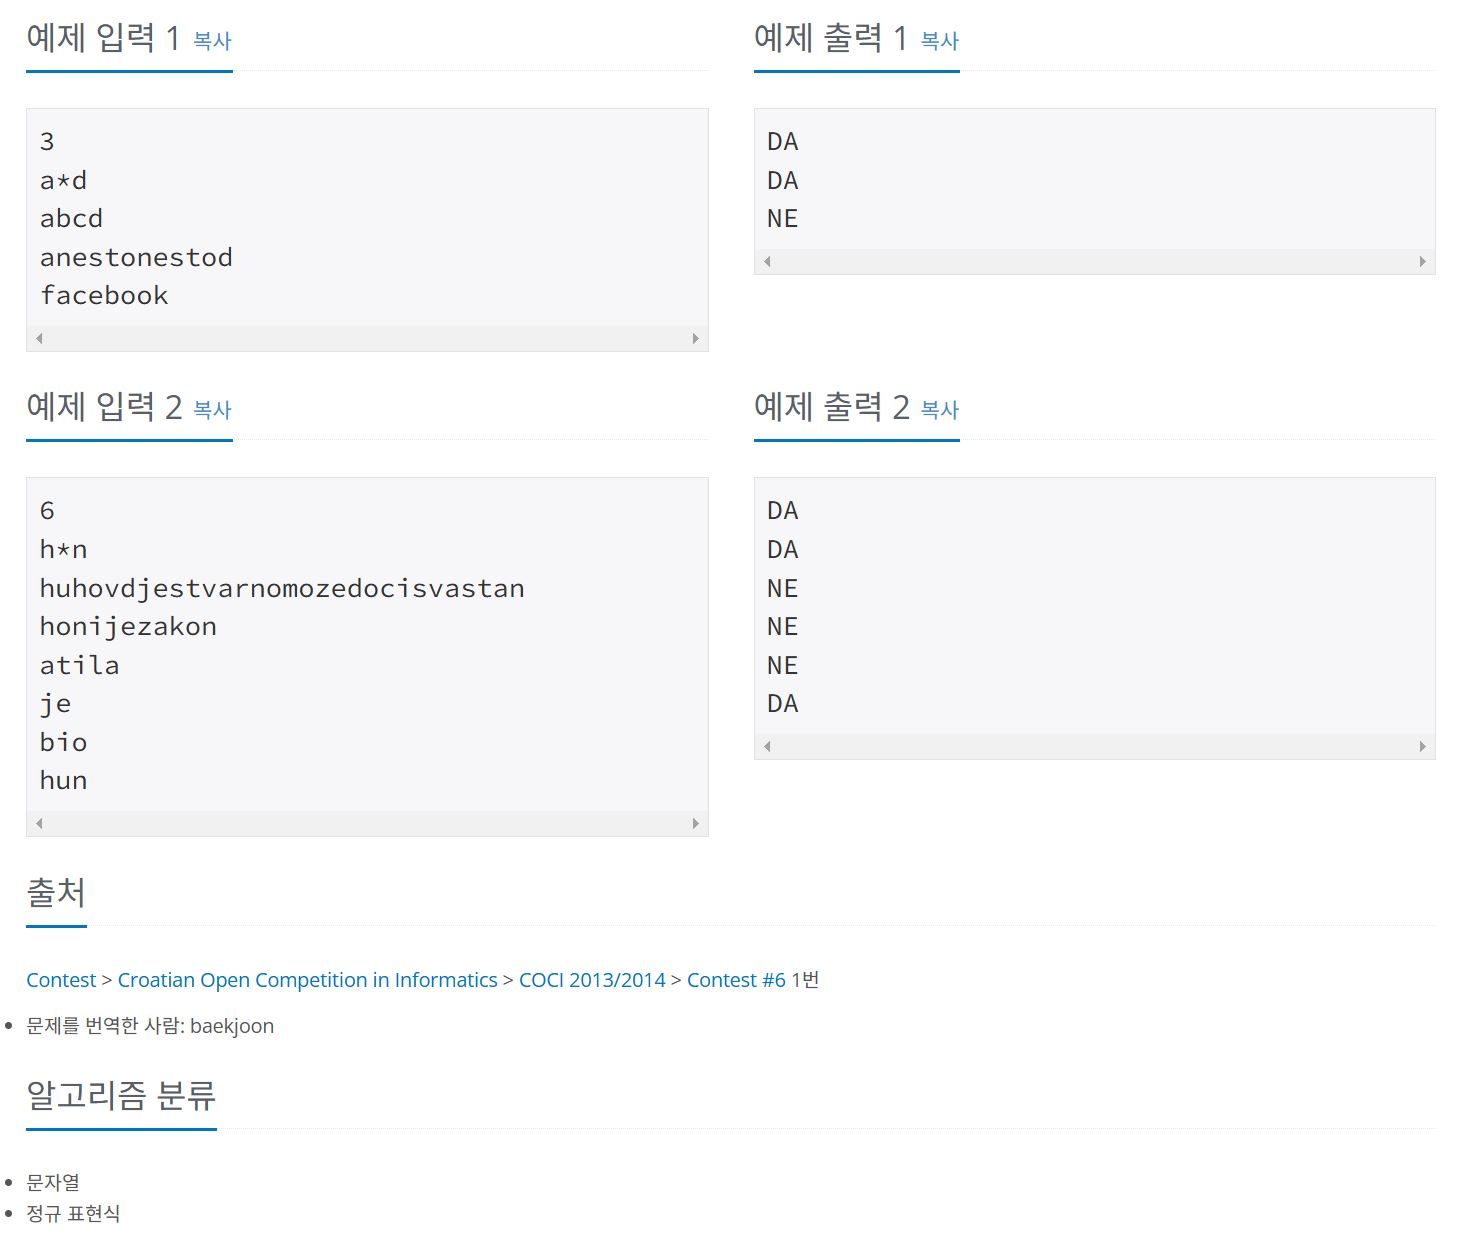 예제 입력 1 복사
3
a*d
abcd
anestonestod
facebook
예제 출력 1 복사
DA
DA
NE
예제 입력 2 복사
6
h*n
huhovdjestvarnomozedocisvastan
honijezakon
atila
je
bio
hun
예제 출력 2 복사
DA
DA
NE
NE
NE
DA
출처
Contest > Croatian Open Competition in Informatics > COCI 2013/2014 > Contest #6 1번
문제를 번역한 사람: baekjoon
알고리즘 분류
문자열
정규 표현식